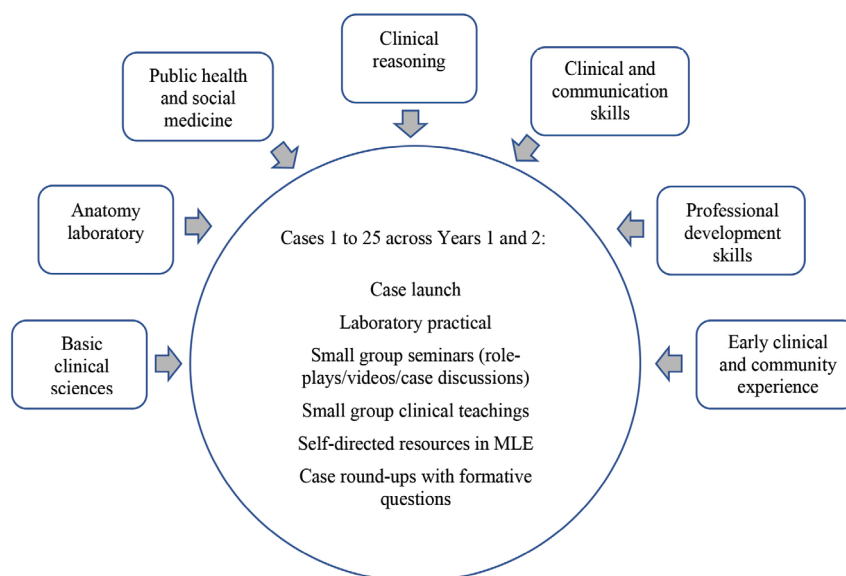 Clinical
reasoning
Public health
and social
medicine
Clinical and
communication
skills
Anatomy
laboratory
Professional
development
skills
Basic
clinical
sciences
Early clinical
and community
experience
Cases 1 to 25 across Years 1 and 2:
Case launch
Laboratory practical
Small group seminars (role-
plays/videos/case discussions)
Small group clinical teachings
Self-directed resources in MLE
Case round-ups with formative
questions